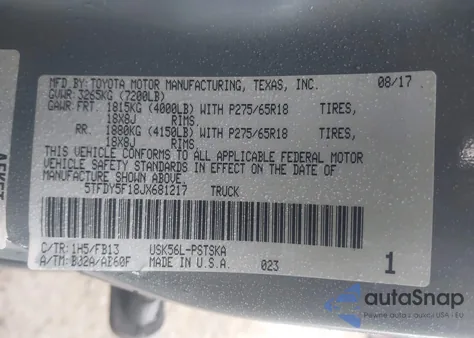 MFD BY: TOYOTA MOTOR MANUFACTURING, TEXAS, INC. 08/17
GVWR: 3265KG (7200LB)
GAWR: FRT. 1815KG (4000LB) WITH P275/65R18 TIRES,
18X8J RIMS.
RR. 1880KG (4150LB) WITH P275/65R18 TIRES,
18X8J RIMS.
THIS VEHICLE CONFORMS TO ALL APPLICABLE FEDERAL MOTOR
VEHICLE SAFETY STANDARDS IN EFFECT ON THE DATE OF
MANUFACTURE SHOWN ABOVE.
5TFDY5F18JX681217 TRUCK
C/TR: 1H5/FB13 USK56L-PSTSKA
A/TM: B02A/AB60F MADE IN U.S.A. 023 1
autoSnap